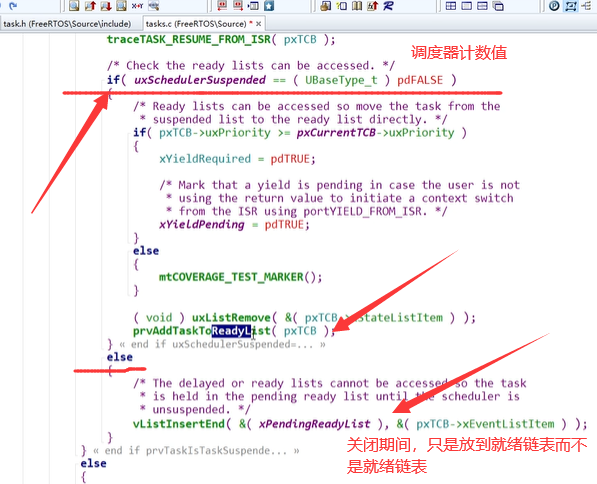 task.h (FreeRTOS\Source\include) tasks.c (FreeRTOS\Source) *
traceTASK_RESUME_FROM_ISR( pxTCB );
调度器计数值
/* Check the ready lists can be accessed. */
if( uxSchedulerSuspended == ( UBaseType_t ) pdFALSE )
{
/* Ready lists can be accessed so move the task from the
* suspended list to the ready list directly. */
if( pxTCB->uxPriority >= pxCurrentTCB->uxPriority )
{
xYieldRequired = pdTRUE;
/* Mark that a yield is pending in case the user is not
* using the return value to initiate a context switch
* from the ISR using portYIELD_FROM_ISR. */
xYieldPending = pdTRUE;
}
else
{
mtCOVERAGE_TEST_MARKER();
}
( void ) uxListRemove( &( pxTCB->xStateListItem ) );
prvAddTaskToReadyList( pxTCB );
} « end if uxSchedulerSuspended=... »
else
{
/* The delayed or ready lists cannot be accessed so the task
* is held in the pending ready list until the scheduler is
* unsuspended. */
vListInsertEnd( &( xPendingReadyList ), &( pxTCB->xEventListItem ) );
}
关闭期间，只是放到就绪链表而不
是就绪链表
} « end if prvTaskIsTaskSuspende... »
else
{